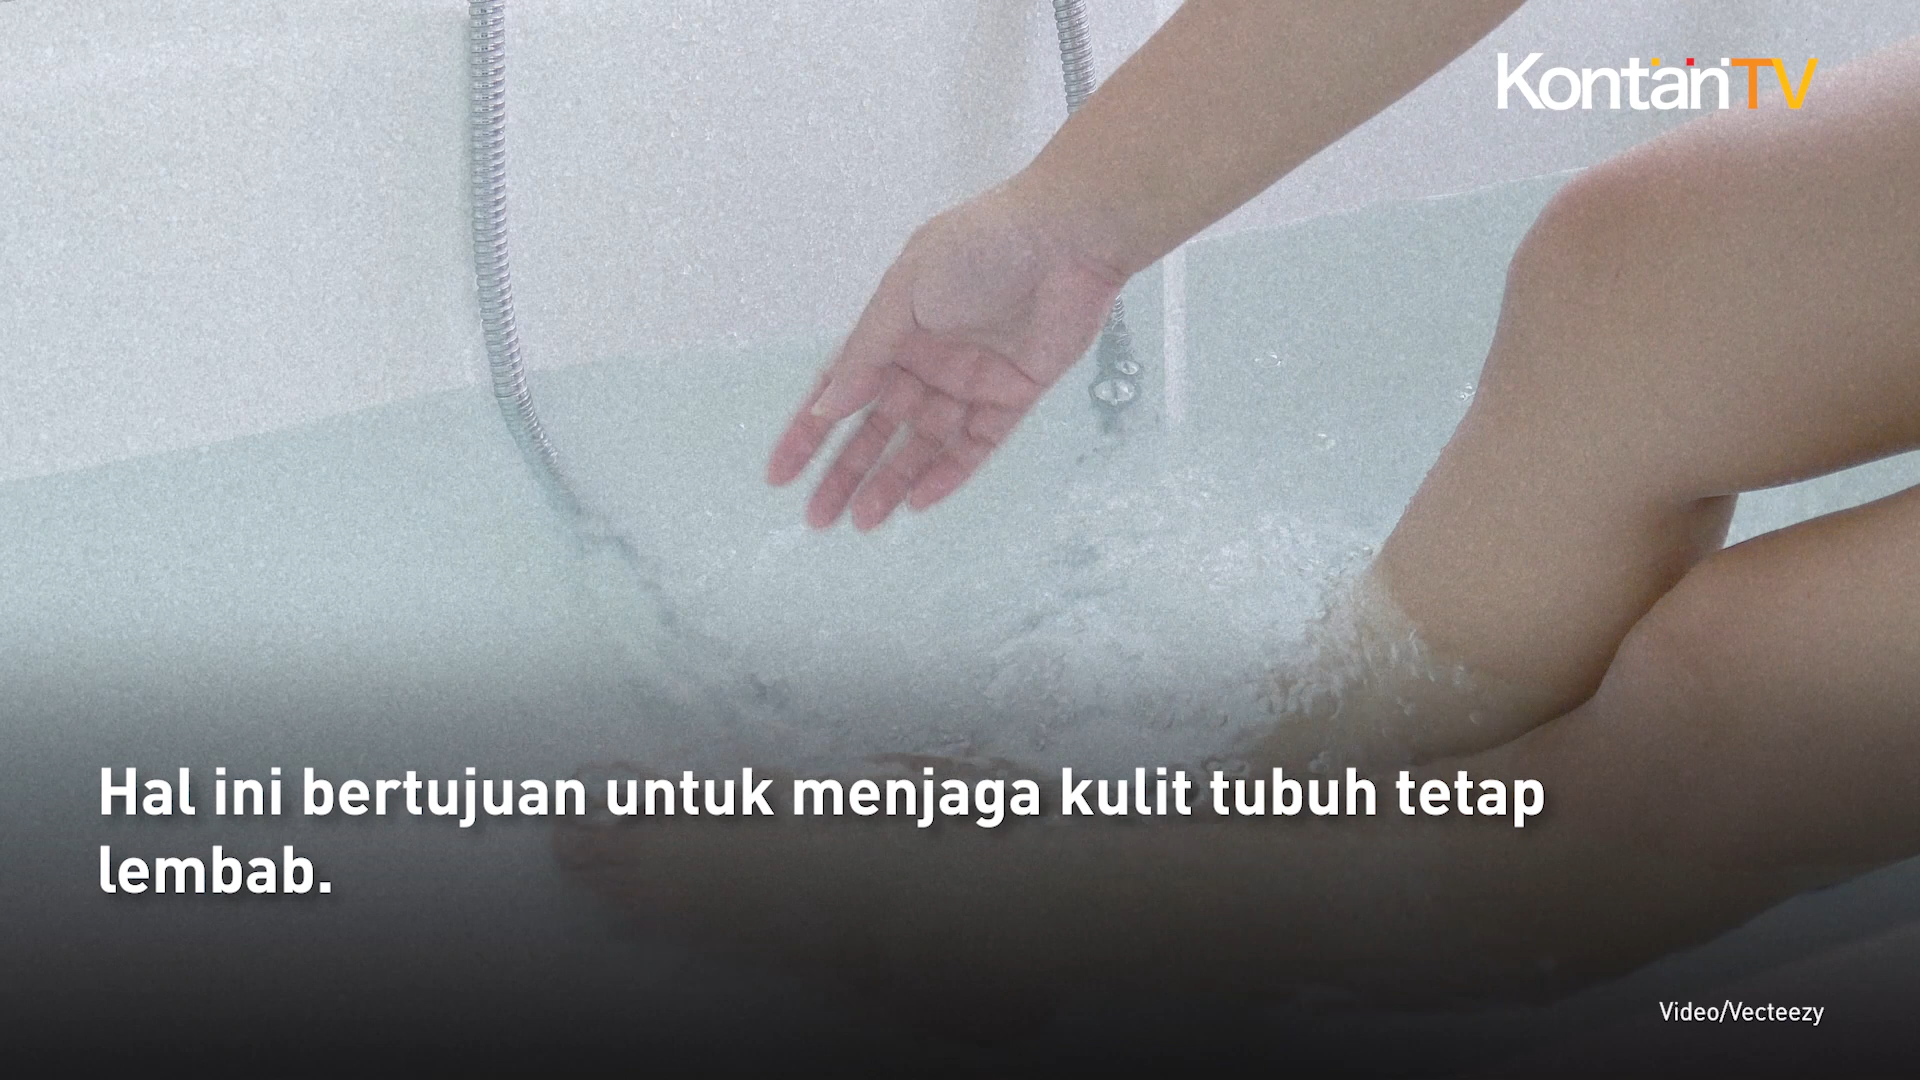 KontanTV
Hal ini bertujuan untuk menjaga kulit tubuh tetap
lembab.
Video/Vecteezy